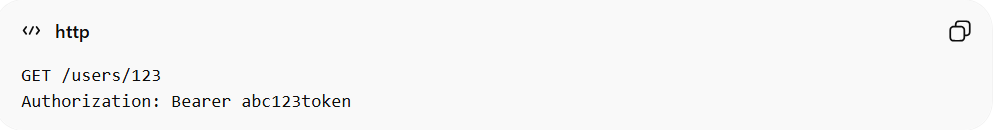 http
GET /users/123
Authorization: Bearer abc123token